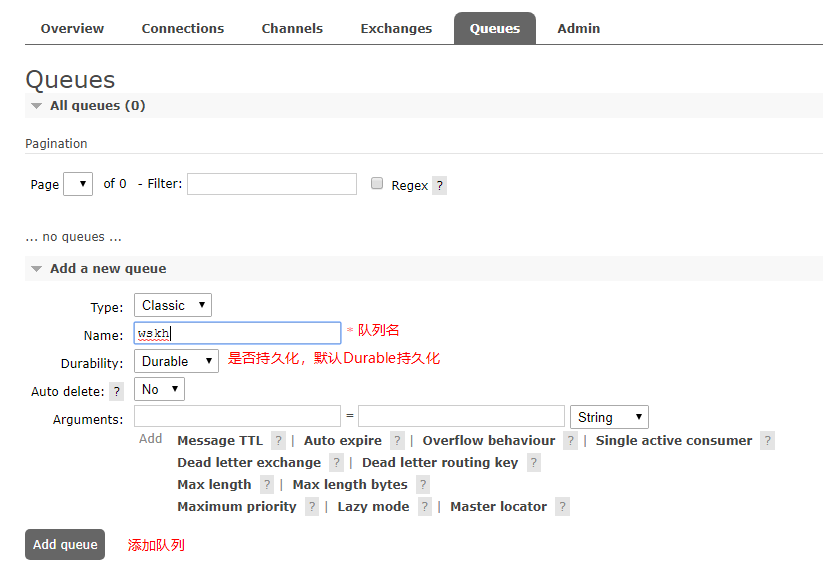 Overview Connections Channels Exchanges Queues Admin
Queues
All queues (0)
Pagination
Page of 0 - Filter: Regex ?
... no queues ...
Add a new queue
Type: Classic
Name: wskh * 队列名
Durability: Durable 是否持久化，默认Durable持久化
Auto delete: ? No
Arguments: = String
Add Message TTL ? | Auto expire ? | Overflow behaviour ? | Single active consumer ?
Dead letter exchange ? | Dead letter routing key ?
Max length ? | Max length bytes ?
Maximum priority ? | Lazy mode ? | Master locator ?
Add queue 添加队列